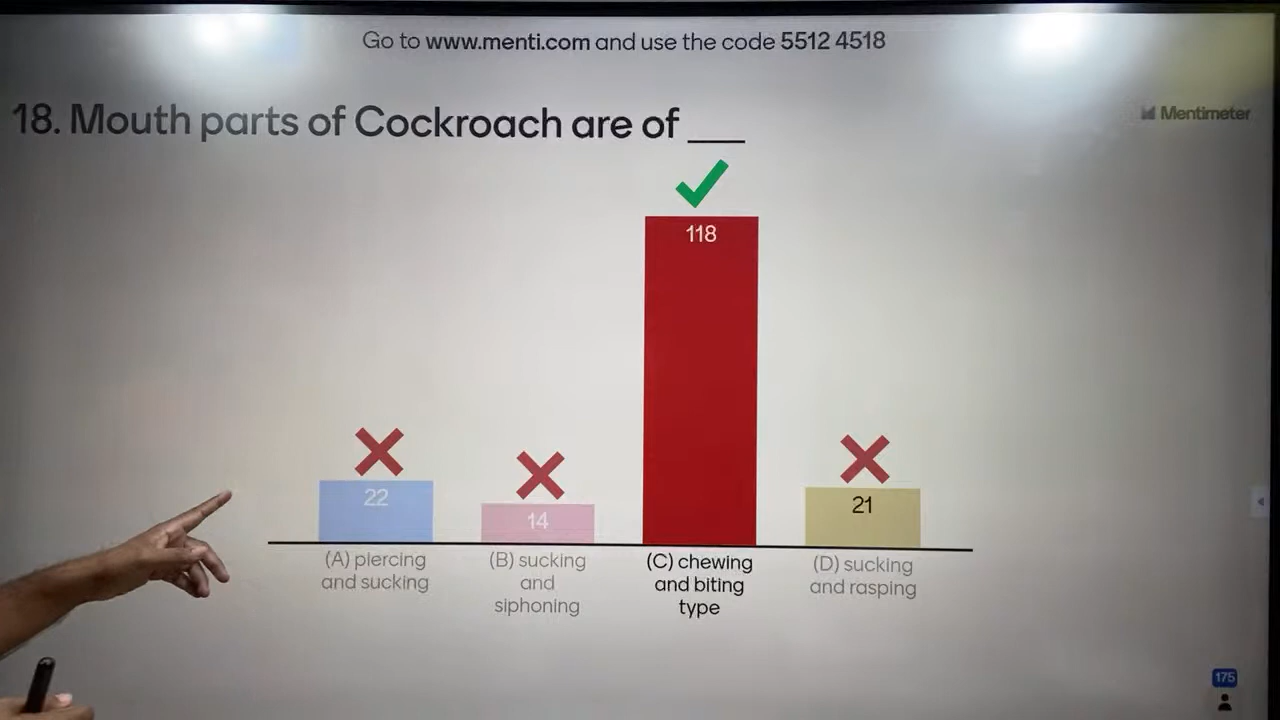 Go to www.menti.com and use the code 5512 4518
18. Mouth parts of Cockroach are of ___
Mentimeter
118
22
14
21
(A) piercing
and sucking
(B) sucking
and
siphoning
(C) chewing
and biting
type
(D) sucking
and rasping
175